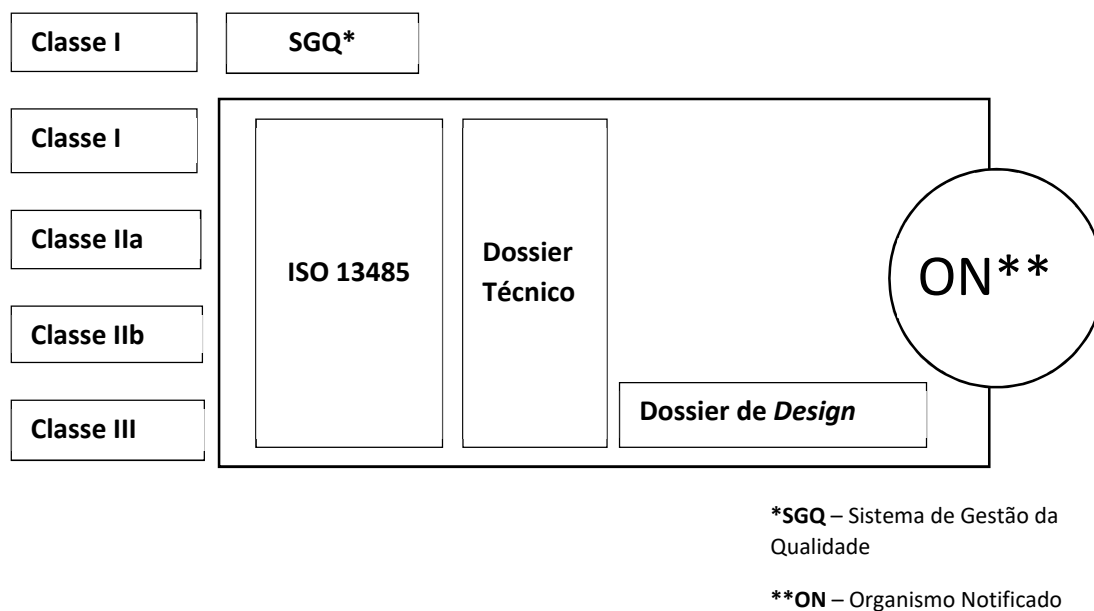 Classe I
SGQ*
Classe I
Classe IIa
Classe IIb
Classe III
ISO 13485
Dossier
Técnico
Dossier de Design
ON**
*SGQ – Sistema de Gestão da
Qualidade
**ON – Organismo Notificado